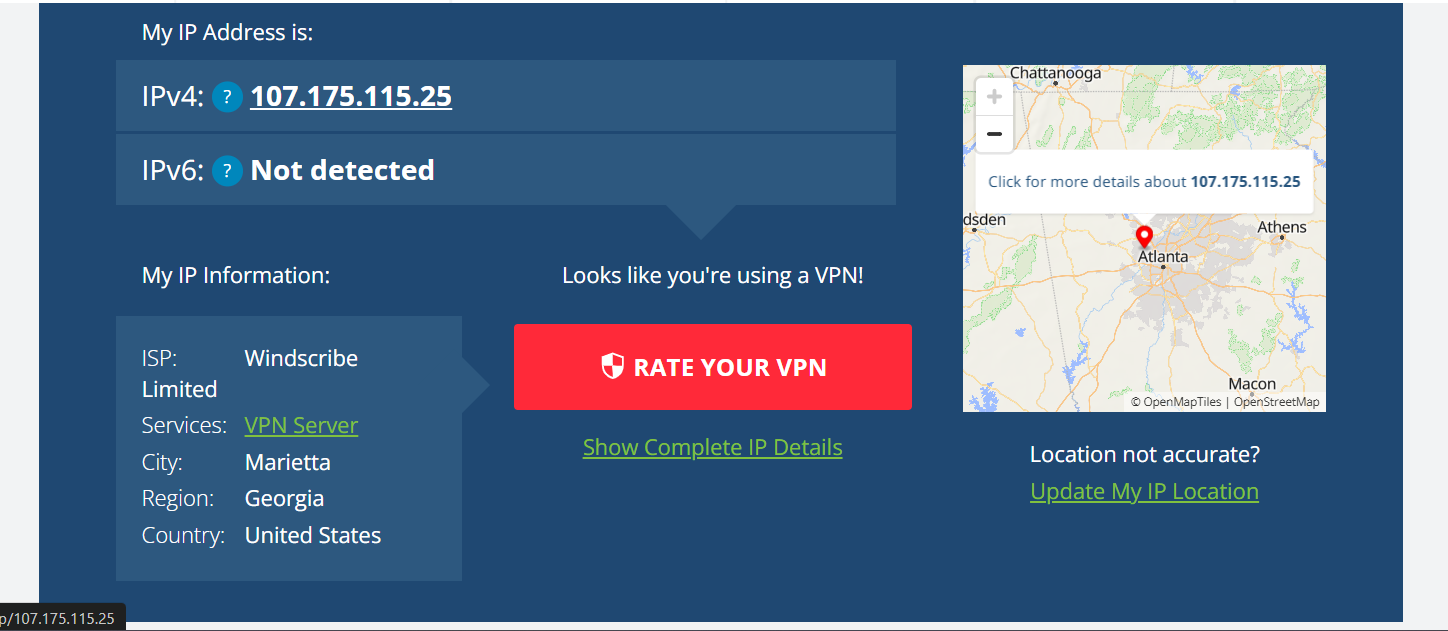 My IP Address is:
IPv4: ? 107.175.115.25
IPv6: ? Not detected
My IP Information:
ISP: Windscribe
Limited
Services: VPN Server
City: Marietta
Region: Georgia
Country: United States
Looks like you're using a VPN!
RATE YOUR VPN
Show Complete IP Details
Chattanooga
+
−
Click for more details about 107.175.115.25
dsden
Athens
Atlanta
Macon
© OpenMapTiles | OpenStreetMap
Location not accurate?
Update My IP Location
p/107.175.115.25